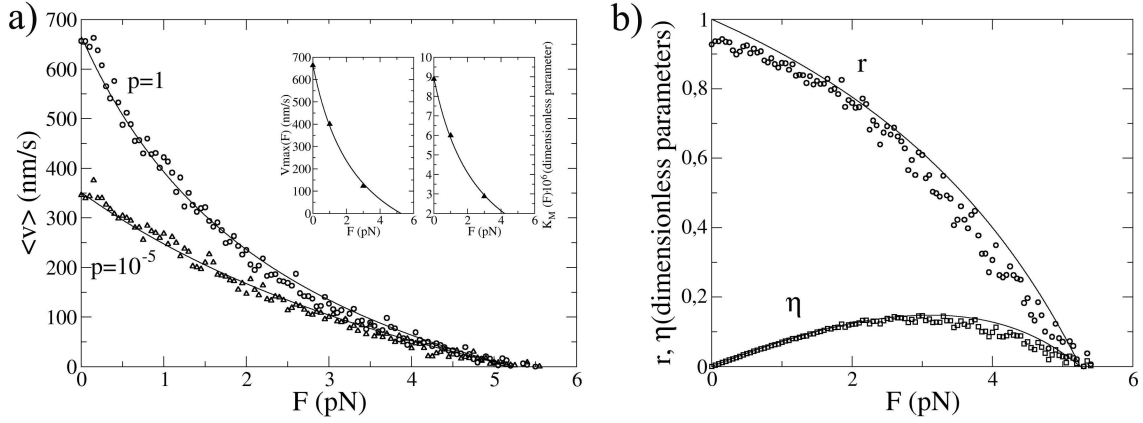 a)
<v> (nm/s)
700
600
500
400
300
200
100
0
0 1 2 3 4 5 6
F (pN)
p=1
p=10^-5
Vmax(F) (nm/s)
700
600
500
400
300
200
100
0
0 2 4
F (pN)
10
9
8
7
6
5
4
3
2
0 2 4
F (pN)
K_M (F)10^6(dimensionless parameter)
b)
r, η(dimensionless parameters)
1
0,8
0,6
0,4
0,2
0
0 2 4 6
F (pN)
r
η